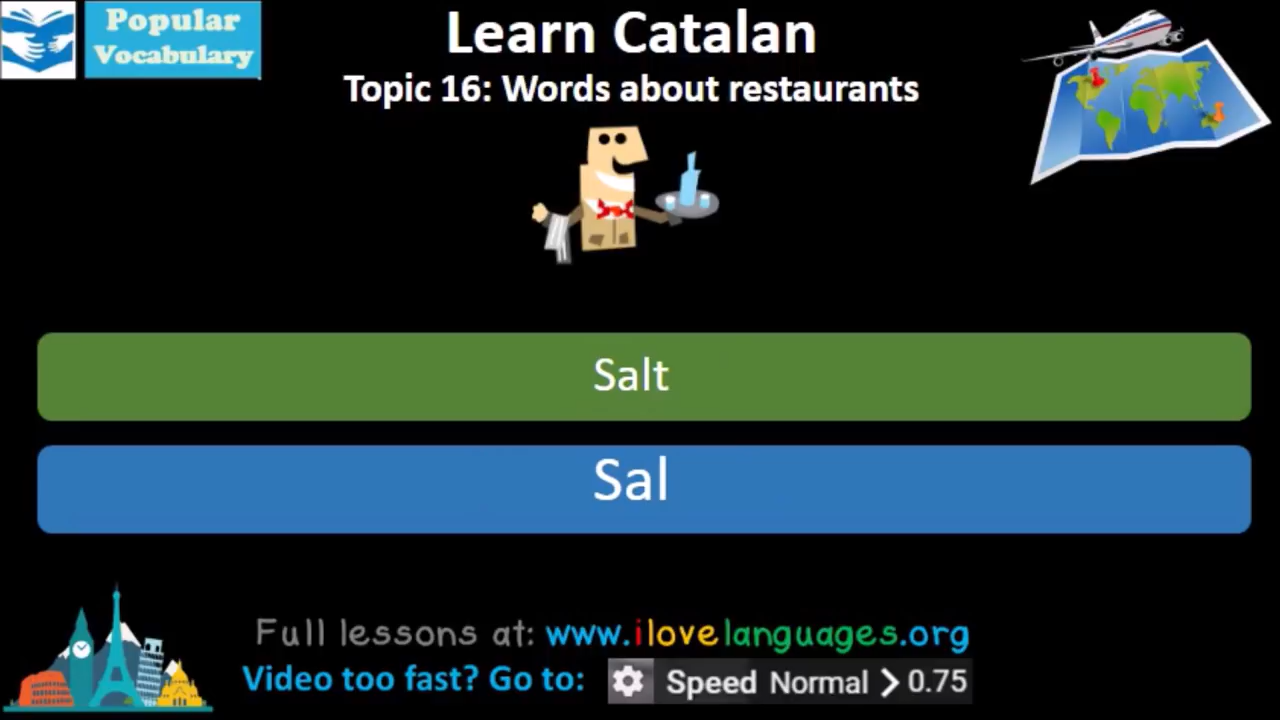 Popular
Vocabulary
Learn Catalan
Topic 16: Words about restaurants
Salt
Sal
Full lessons at: www.ilovelanguages.org
Video too fast? Go to: Speed Normal > 0.75